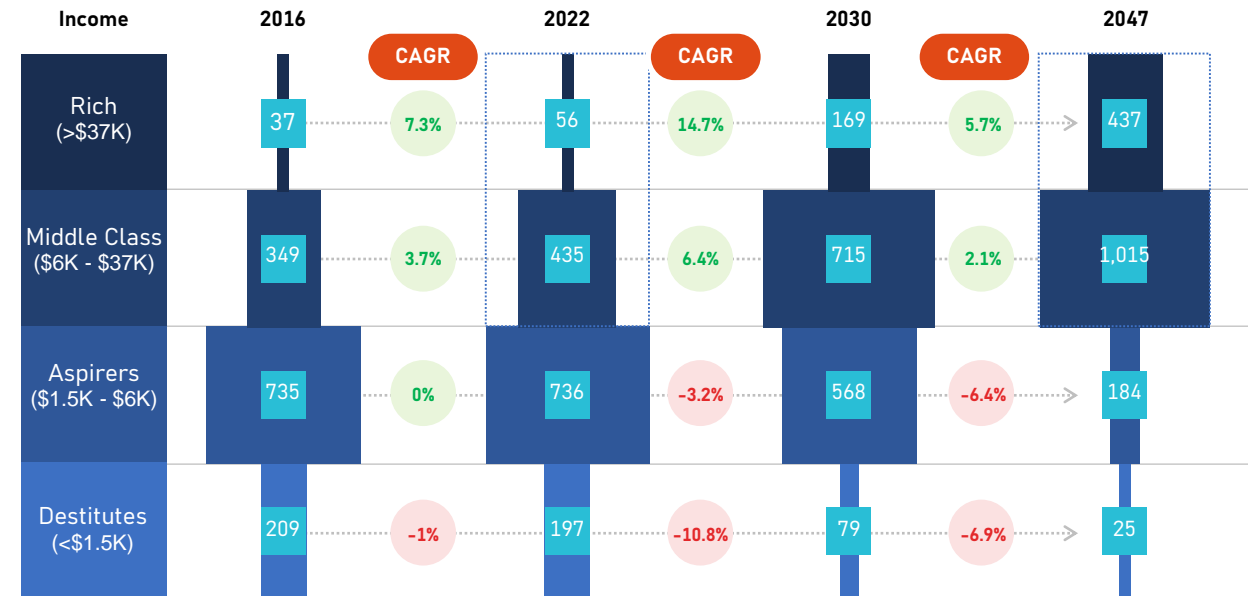 Income 2016 2022 2030 2047
CAGR CAGR CAGR
Rich
(>$37K)
37 7.3% 56 14.7% 169 5.7% 437
Middle Class
($6K - $37K)
349 3.7% 435 6.4% 715 2.1% 1,015
Aspirers
($1.5K - $6K)
735 0% 736 -3.2% 568 -6.4% 184
Destitutes
(<$1.5K)
209 -1% 197 -10.8% 79 -6.9% 25